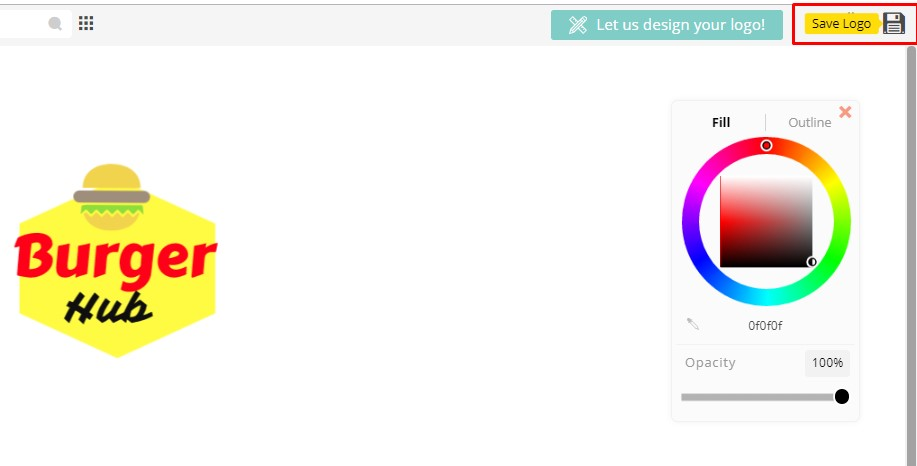 Let us design your logo!
Save Logo
Fill
Outline
Burger
Hub
0f0f0f
Opacity
100%